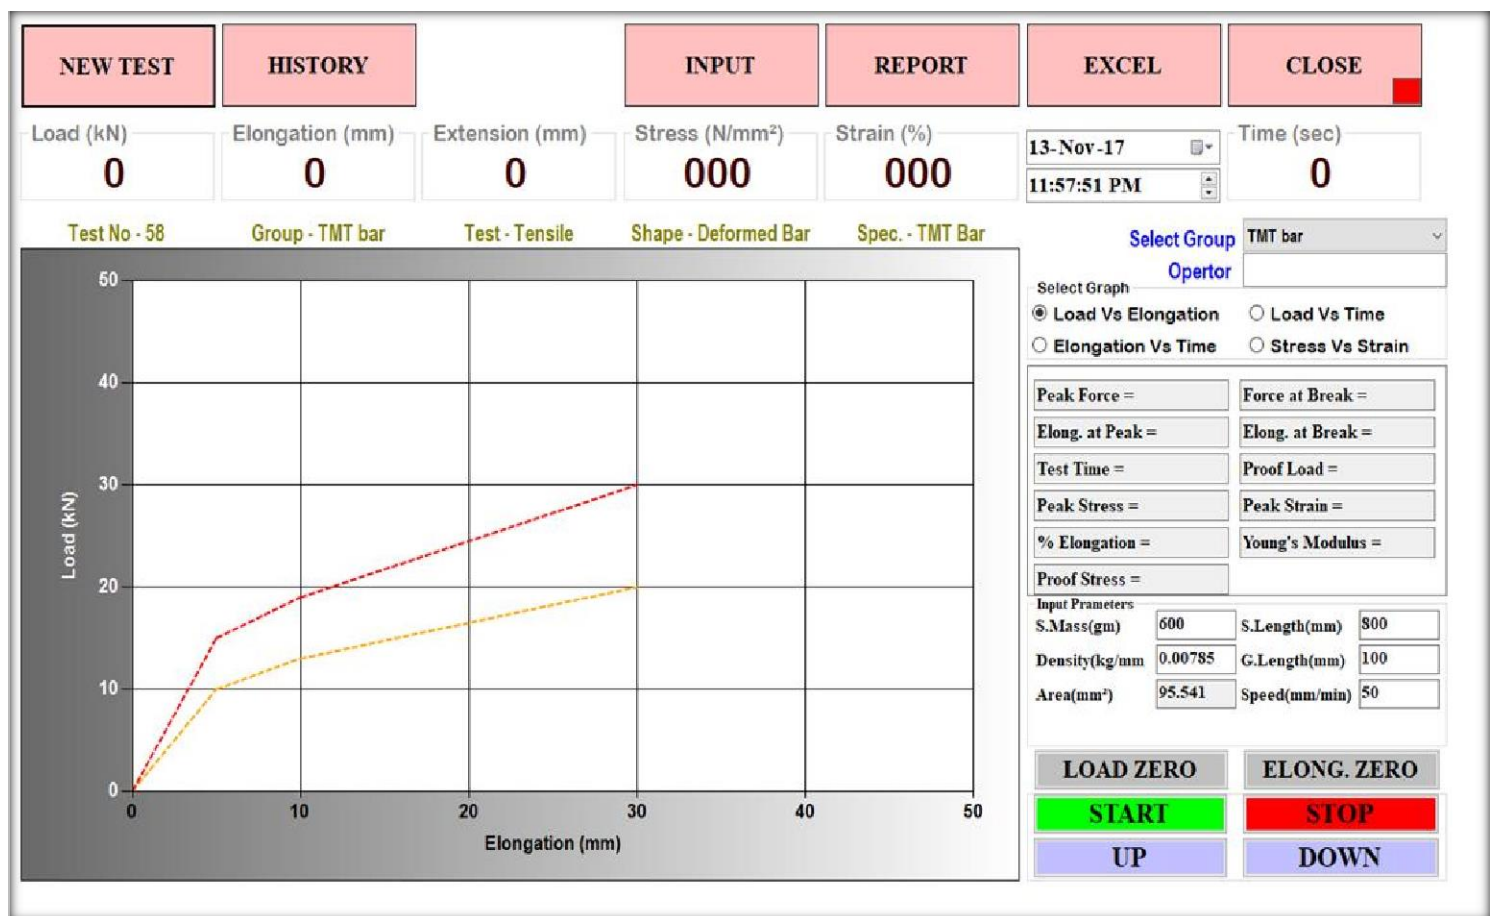 NEW TEST HISTORY INPUT REPORT EXCEL CLOSE
Load (kN) Elongation (mm) Extension (mm) Stress (N/mm²) Strain (%) 13-Nov-17 Time (sec)
0 0 0 000 000 11:57:51 PM 0
Test No - 58 Group - TMT bar Test - Tensile Shape - Deformed Bar Spec. - TMT Bar
Select Group TMT bar
Opertor
Select Graph
Load Vs Elongation Load Vs Time
Elongation Vs Time Stress Vs Strain
50
40
30
20
10
0
Load (kN)
0 10 20 30 40 50
Elongation (mm)
Peak Force = Force at Break =
Elong. at Peak = Elong. at Break =
Test Time = Proof Load =
Peak Stress = Peak Strain =
% Elongation = Young's Modulus =
Proof Stress =
Input Prameters
S.Mass(gm) 600 S.Length(mm) 800
Density(kg/mm 0.00785 G.Length(mm) 100
Area(mm²) 95.541 Speed(mm/min) 50
LOAD ZERO ELONG. ZERO
START STOP
UP DOWN